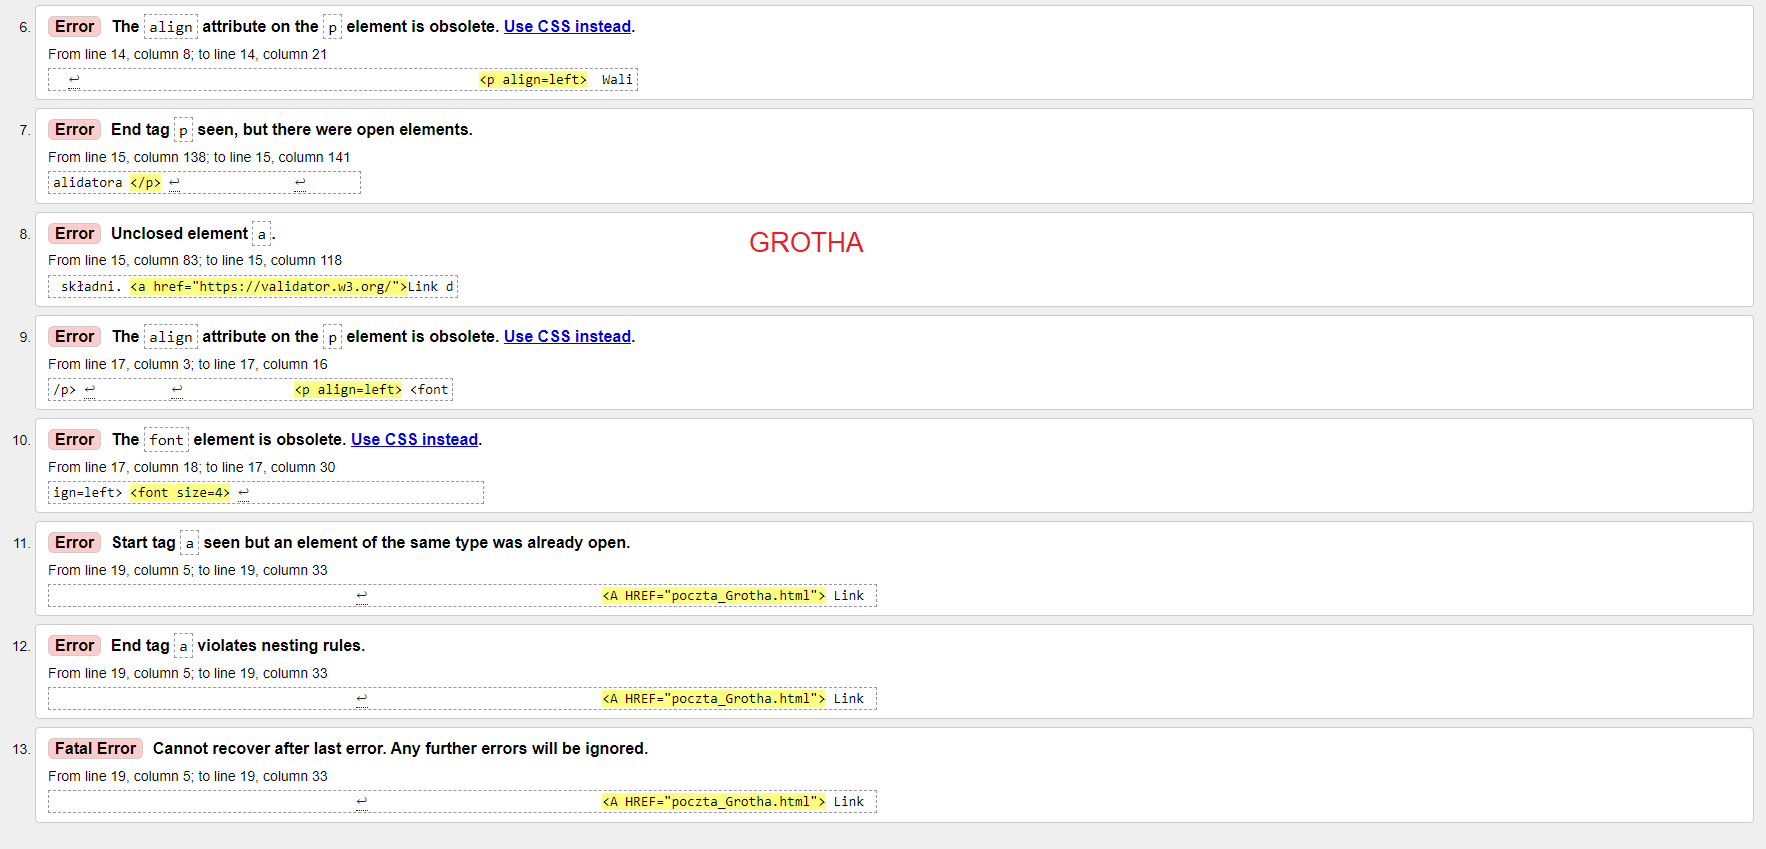 6. Error The align attribute on the p element is obsolete. Use CSS instead.
From line 14, column 8; to line 14, column 21
↩ <p align=left> Wali
7. Error End tag p seen, but there were open elements.
From line 15, column 138; to line 15, column 141
alidatora </p> ↩ ↩
8. Error Unclosed element a.
GROTHA
From line 15, column 83; to line 15, column 118
składni. <a href="https://validator.w3.org/">Link d
9. Error The align attribute on the p element is obsolete. Use CSS instead.
From line 17, column 3; to line 17, column 16
/p> ↩ ↩ <p align=left> <font
10. Error The font element is obsolete. Use CSS instead.
From line 17, column 18; to line 17, column 30
ign=left> <font size=4> ↩
11. Error Start tag a seen but an element of the same type was already open.
From line 19, column 5; to line 19, column 33
↩ <A HREF="poczta_Grotha.html"> Link
12. Error End tag a violates nesting rules.
From line 19, column 5; to line 19, column 33
↩ <A HREF="poczta_Grotha.html"> Link
13. Fatal Error Cannot recover after last error. Any further errors will be ignored.
From line 19, column 5; to line 19, column 33
↩ <A HREF="poczta_Grotha.html"> Link